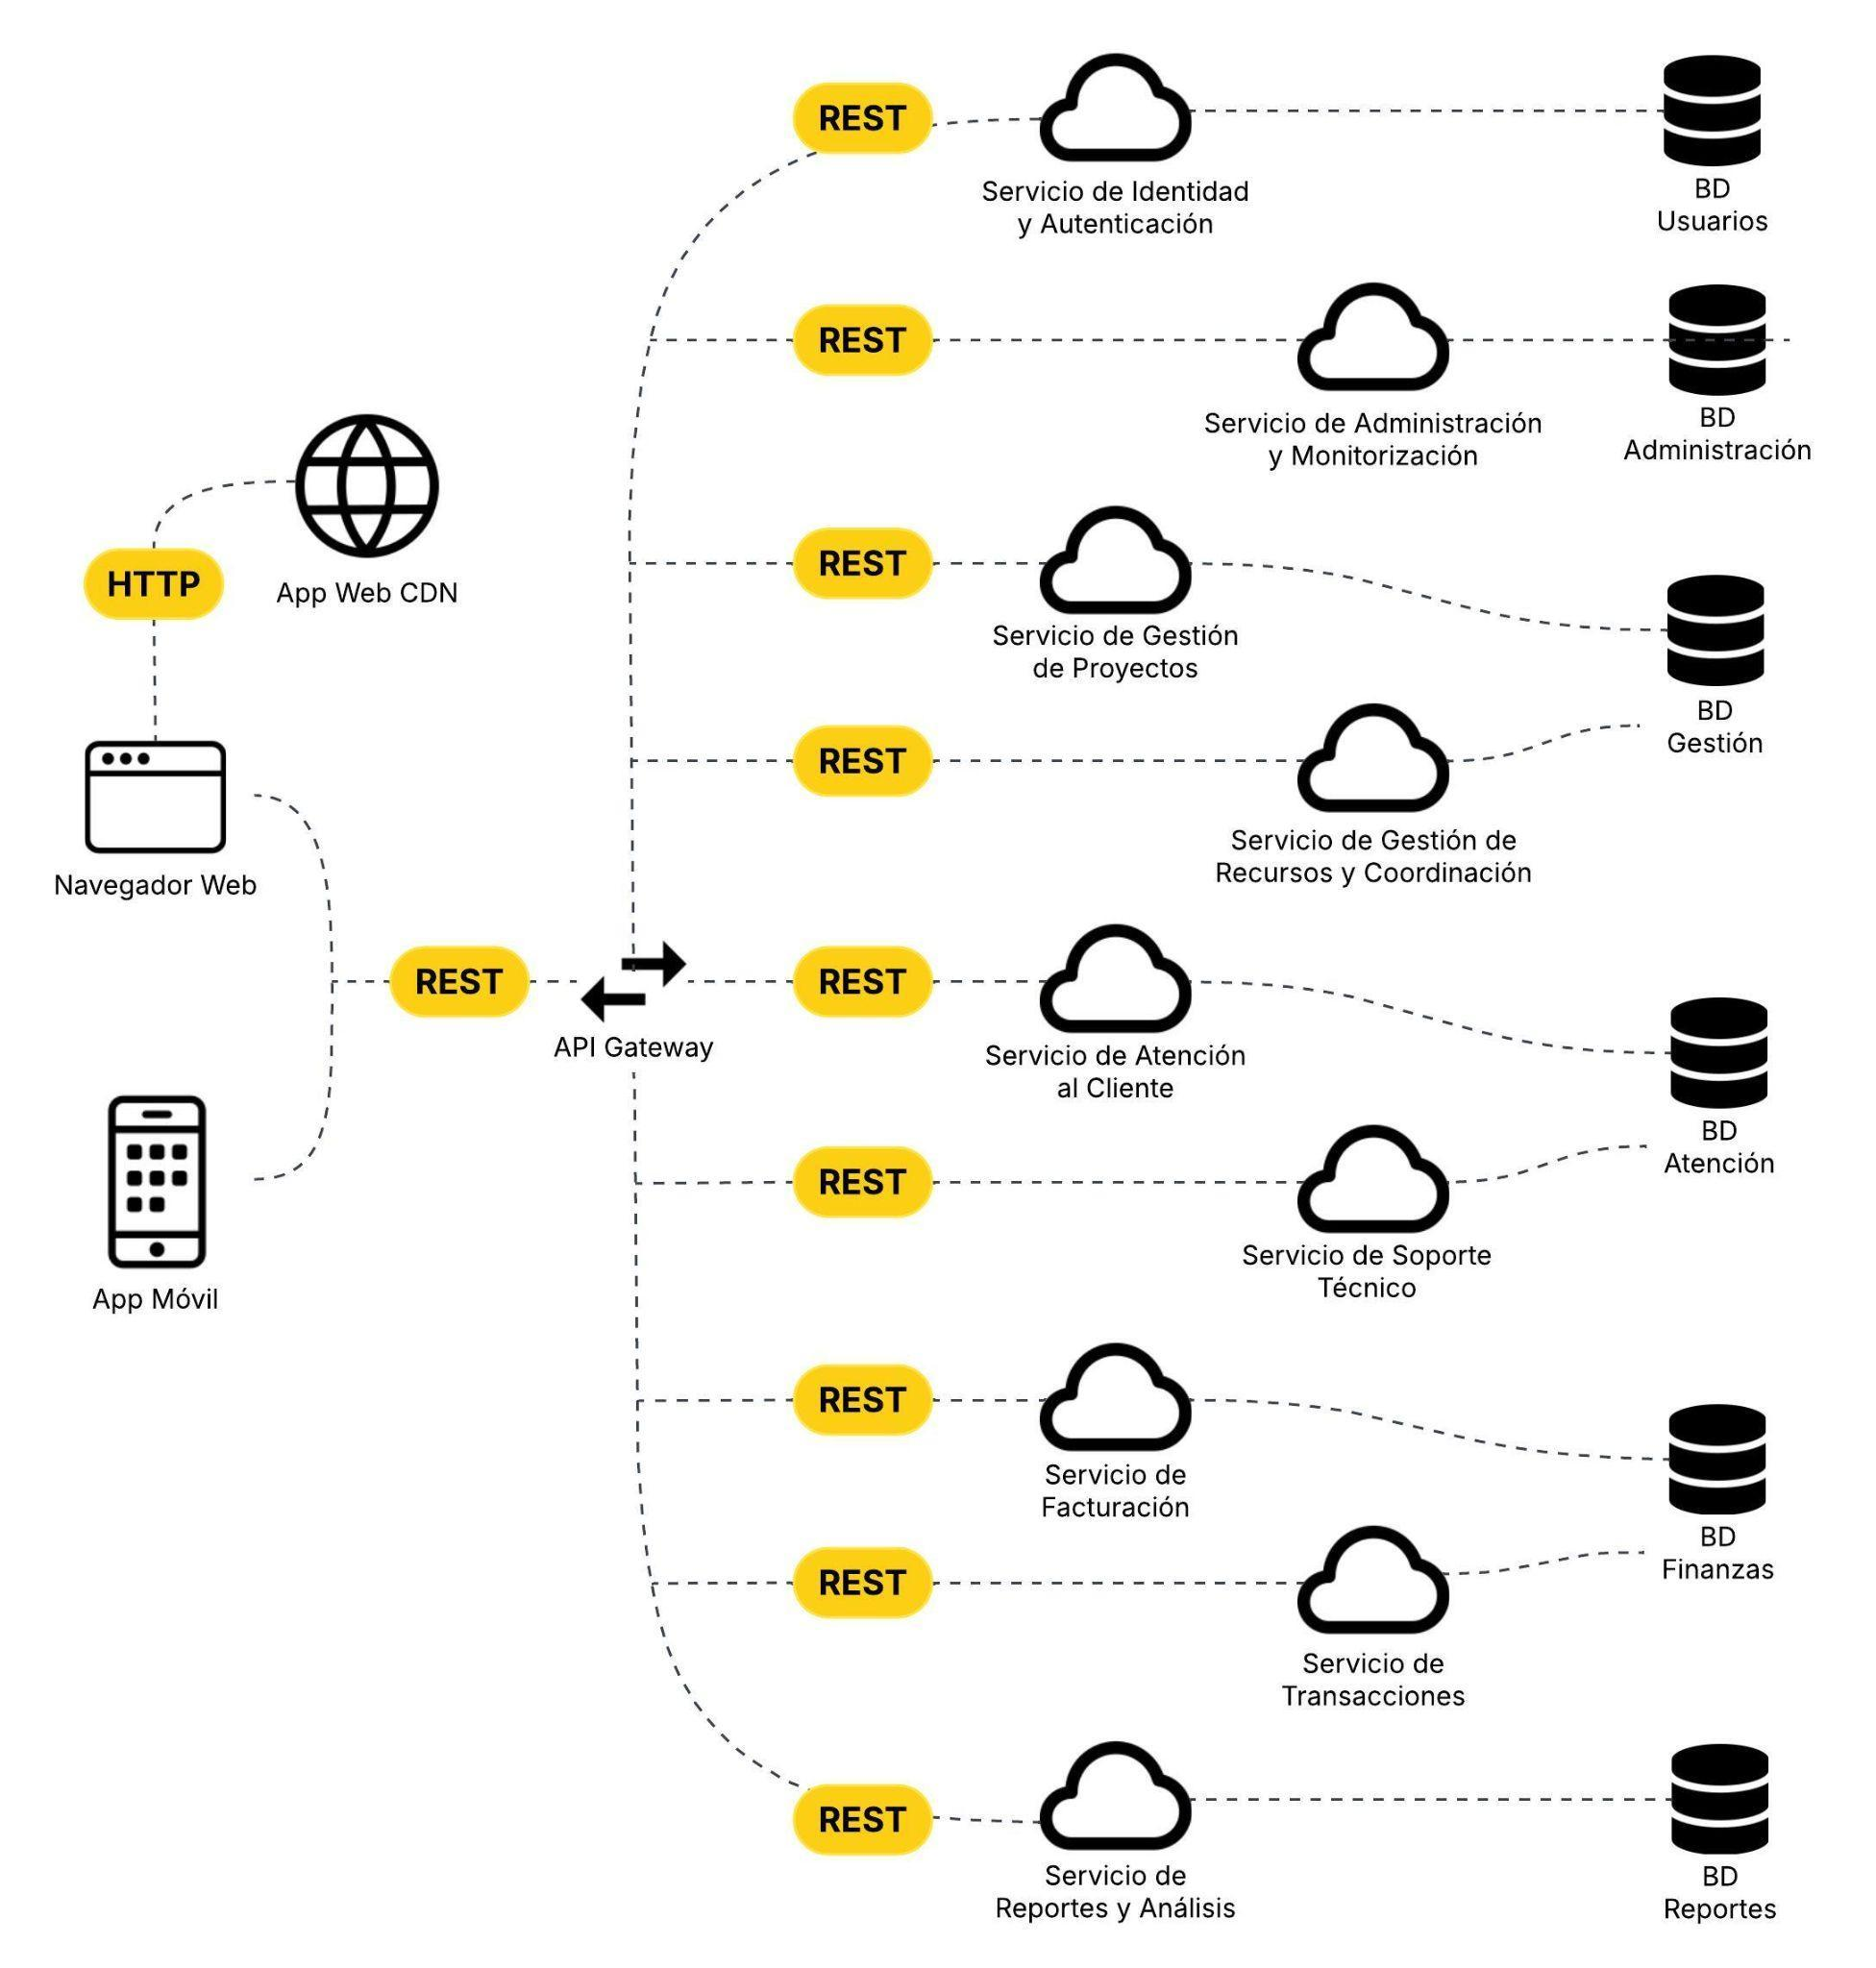 REST
Servicio de Identidad
y Autenticación
BD
Usuarios
REST
Servicio de Administración
y Monitorización
BD
Administración
HTTP
App Web CDN
REST
Servicio de Gestión
de Proyectos
BD
Gestión
REST
Servicio de Gestión de
Recursos y Coordinación
Navegador Web
REST
API Gateway
REST
Servicio de Atención
al Cliente
BD
Atención
REST
Servicio de Soporte
Técnico
App Móvil
REST
Servicio de
Facturación
BD
Finanzas
REST
Servicio de
Transacciones
REST
Servicio de
Reportes y Análisis
BD
Reportes